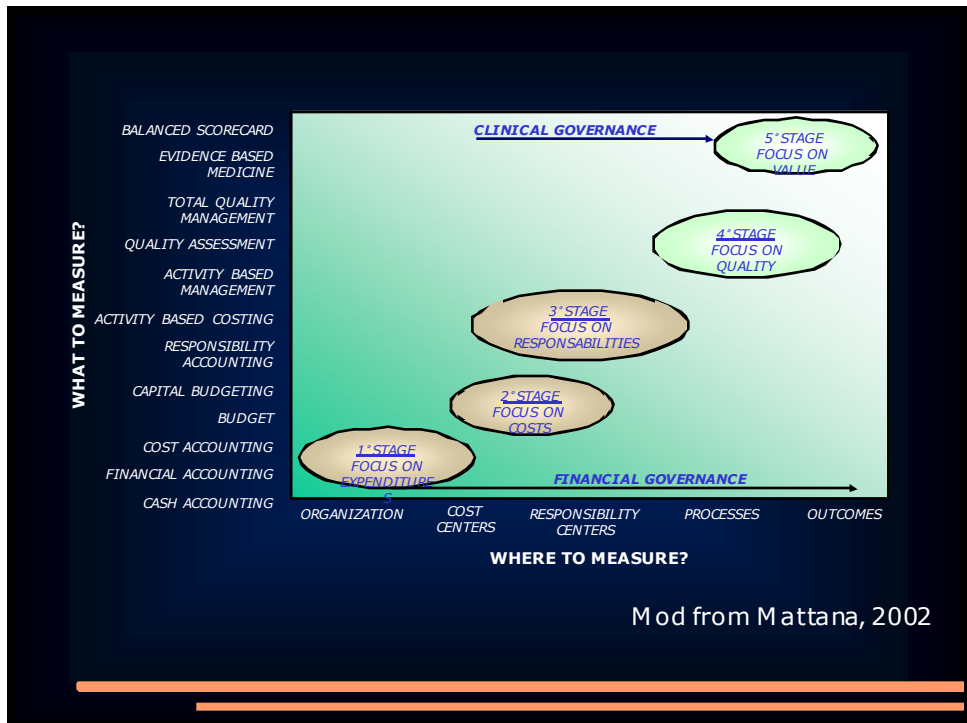 BALANCED SCORECARD
EVIDENCE BASED
MEDICINE
TOTAL QUALITY
MANAGEMENT
QUALITY ASSESSMENT
ACTIVITY BASED
MANAGEMENT
ACTIVITY BASED COSTING
RESPONSIBILITY
ACCOUNTING
CAPITAL BUDGETING
BUDGET
COST ACCOUNTING
FINANCIAL ACCOUNTING
CASH ACCOUNTING
WHAT TO MEASURE?
CLINICAL GOVERNANCE
5°STAGE
FOCUS ON
VALUE
4°STAGE
FOCUS ON
QUALITY
3°STAGE
FOCUS ON
RESPONSABILITIES
2°STAGE
FOCUS ON
COSTS
1°STAGE
FOCUS ON
EXPENDITURE
S
FINANCIAL GOVERNANCE
ORGANIZATION
COST
CENTERS
RESPONSIBILITY
CENTERS
PROCESSES
OUTCOMES
WHERE TO MEASURE?
Mod from Mattana, 2002